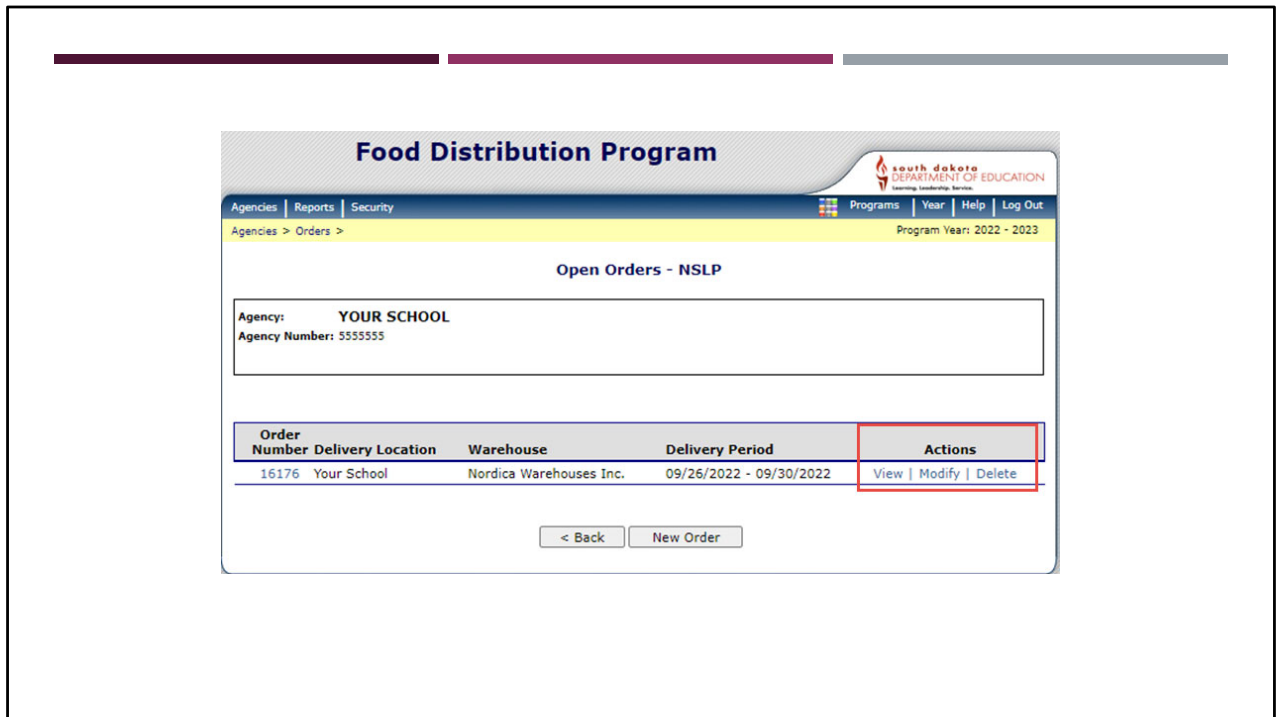 Food Distribution Program
south dakota
DEPARTMENT OF EDUCATION
Learning. Leadership. Service.
Agencies | Reports | Security Programs | Year | Help | Log Out
Agencies > Orders > Program Year: 2022 - 2023
Open Orders - NSLP
Agency: YOUR SCHOOL
Agency Number: 5555555
Order
Number Delivery Location Warehouse Delivery Period Actions
16176 Your School Nordica Warehouses Inc. 09/26/2022 - 09/30/2022 View | Modify | Delete
< Back New Order